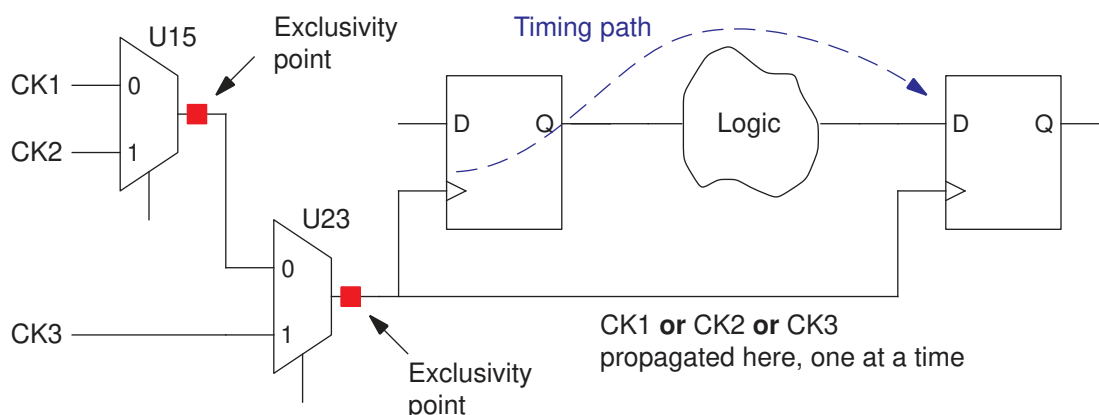 U15
Exclusivity
point
Timing path
CK1
0
CK2
1
D
Q
Logic
D
Q
U23
0
CK3
1
CK1 or CK2 or CK3
propagated here, one at a time
Exclusivity
point